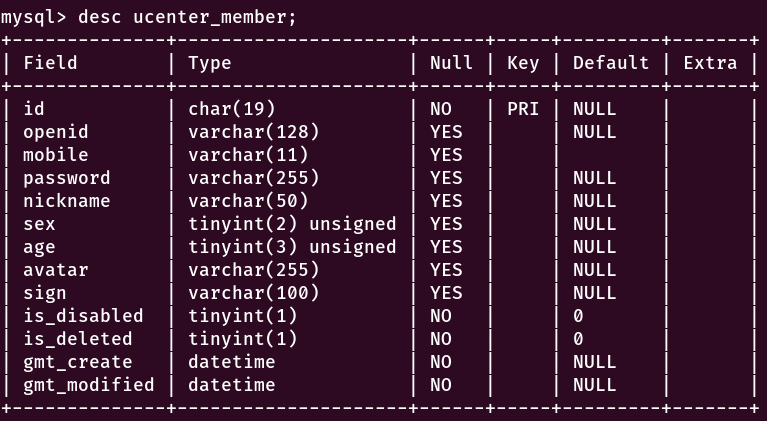 mysql> desc ucenter_member;
+--------------+---------------------+------+-----+---------+-------+
| Field        | Type                | Null | Key | Default | Extra |
+--------------+---------------------+------+-----+---------+-------+
| id           | char(19)            | NO   | PRI | NULL    |       |
| openid       | varchar(128)        | YES  |     | NULL    |       |
| mobile       | varchar(11)         | YES  |     |         |       |
| password     | varchar(255)        | YES  |     | NULL    |       |
| nickname     | varchar(50)         | YES  |     | NULL    |       |
| sex          | tinyint(2) unsigned | YES  |     | NULL    |       |
| age          | tinyint(3) unsigned | YES  |     | NULL    |       |
| avatar       | varchar(255)        | YES  |     | NULL    |       |
| sign         | varchar(100)        | YES  |     | NULL    |       |
| is_disabled  | tinyint(1)          | NO   |     | 0       |       |
| is_deleted   | tinyint(1)          | NO   |     | 0       |       |
| gmt_create   | datetime            | NO   |     | NULL    |       |
| gmt_modified | datetime            | NO   |     | NULL    |       |
+--------------+---------------------+------+-----+---------+-------+